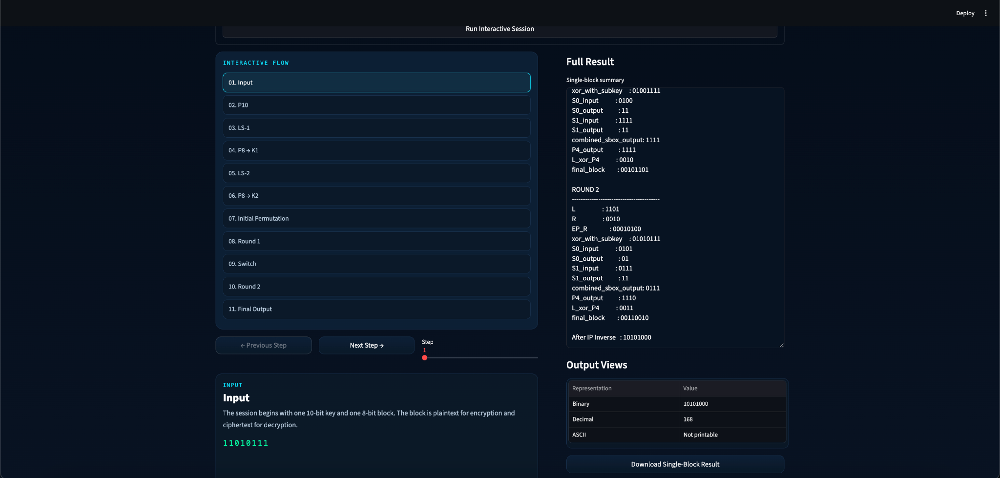 Deploy
Run Interactive Session
INTERACTIVE FLOW
01. Input
02. P10
03. LS-1
04. P8 → K1
05. LS-2
06. P8 → K2
07. Initial Permutation
08. Round 1
09. Switch
10. Round 2
11. Final Output
← Previous Step
Next Step →
Step
1
INPUT
Input
The session begins with one 10-bit key and one 8-bit block. The block is plaintext for encryption and
ciphertext for decryption.
11010111
Full Result
Single-block summary
xor_with_subkey : 01001111
S0_input : 0100
S0_output : 11
S1_input : 1111
S1_output : 11
combined_sbox_output: 1111
P4_output : 1111
L_xor_P4 : 0010
final_block : 00101101
ROUND 2
----------------------------------------
L : 1101
R : 0010
EP_R : 00010100
xor_with_subkey : 01010111
S0_input : 0101
S0_output : 01
S1_input : 0111
S1_output : 11
combined_sbox_output: 0111
P4_output : 1110
L_xor_P4 : 0011
final_block : 00110010
After IP Inverse : 10101000
Output Views
Representation Value
Binary 10101000
Decimal 168
ASCII Not printable
Download Single-Block Result